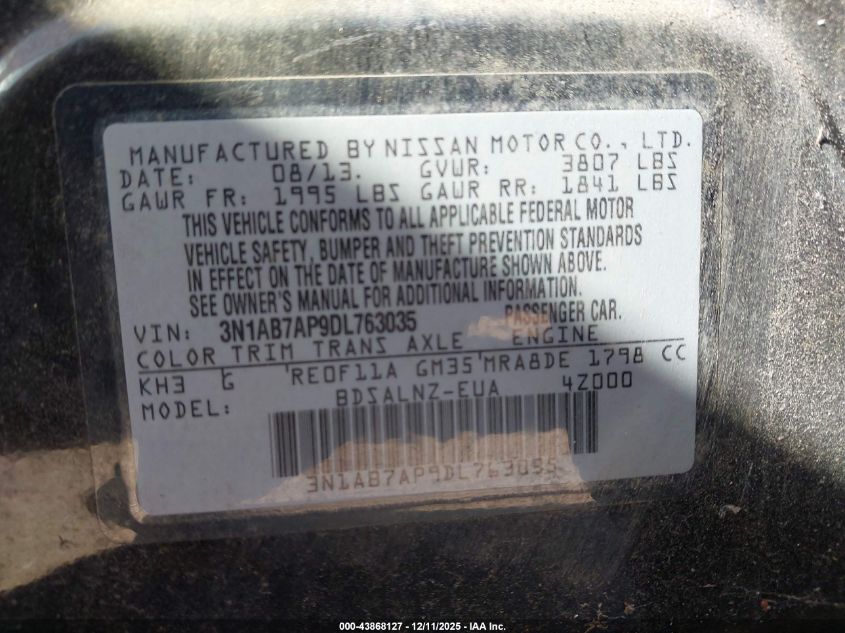 MANUFACTURED BY NISSAN MOTOR CO., LTD.
DATE: 08/13. GVWR: 3807 LBS
GAWR FR: 1995 LBS GAWR RR: 1841 LBS
THIS VEHICLE CONFORMS TO ALL APPLICABLE FEDERAL MOTOR
VEHICLE SAFETY, BUMPER AND THEFT PREVENTION STANDARDS
IN EFFECT ON THE DATE OF MANUFACTURE SHOWN ABOVE.
SEE OWNER'S MANUAL FOR ADDITIONAL INFORMATION.
VIN: 3N1AB7AP9DL763035 PASSENGER CAR.
COLOR TRIM TRANS AXLE ENGINE
KH3 G RE0F11A GM35 MRA8DE 1798 CC
MODEL: BDSALNZ-EUA 4Z000
3N1AB7AP9DL763035
000-43868127 - 12/11/2025 - IAA Inc.